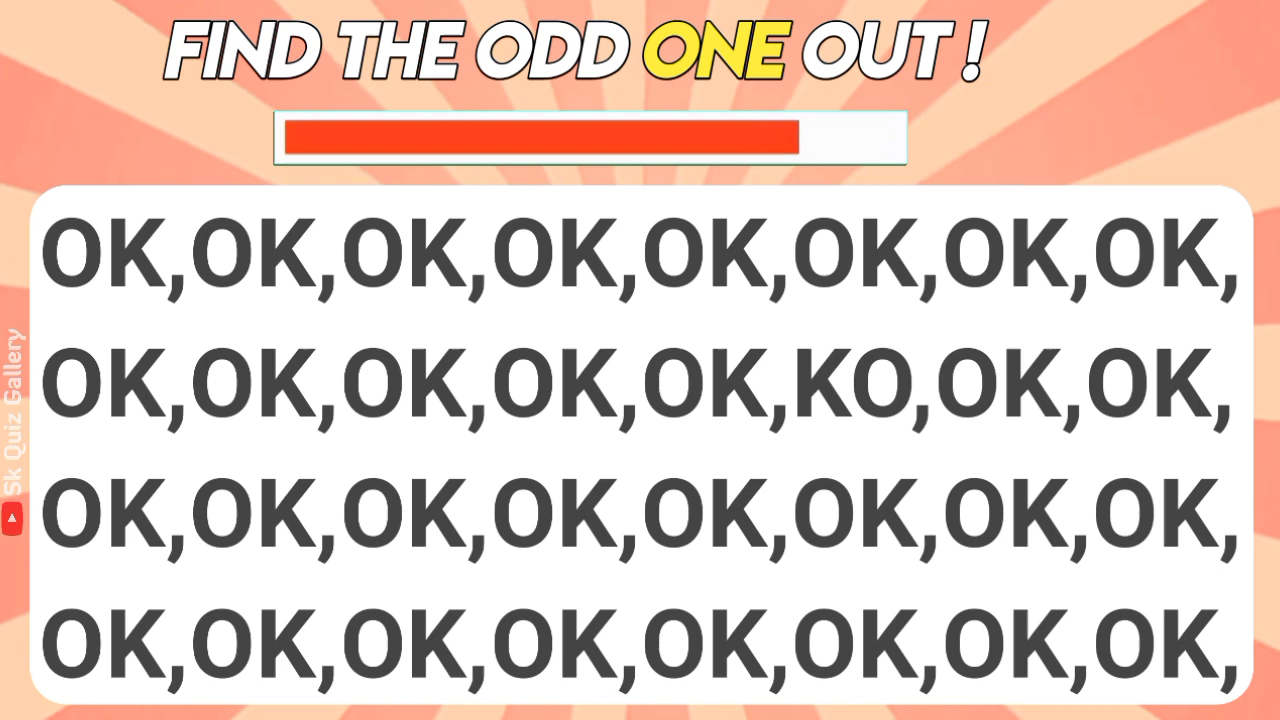 FIND THE ODD ONE OUT !
OK,OK,OK,OK,OK,OK,OK,OK,
OK,OK,OK,OK,OK,KO,OK,OK,
OK,OK,OK,OK,OK,OK,OK,OK,
OK,OK,OK,OK,OK,OK,OK,OK,
Sk Quiz Gallery